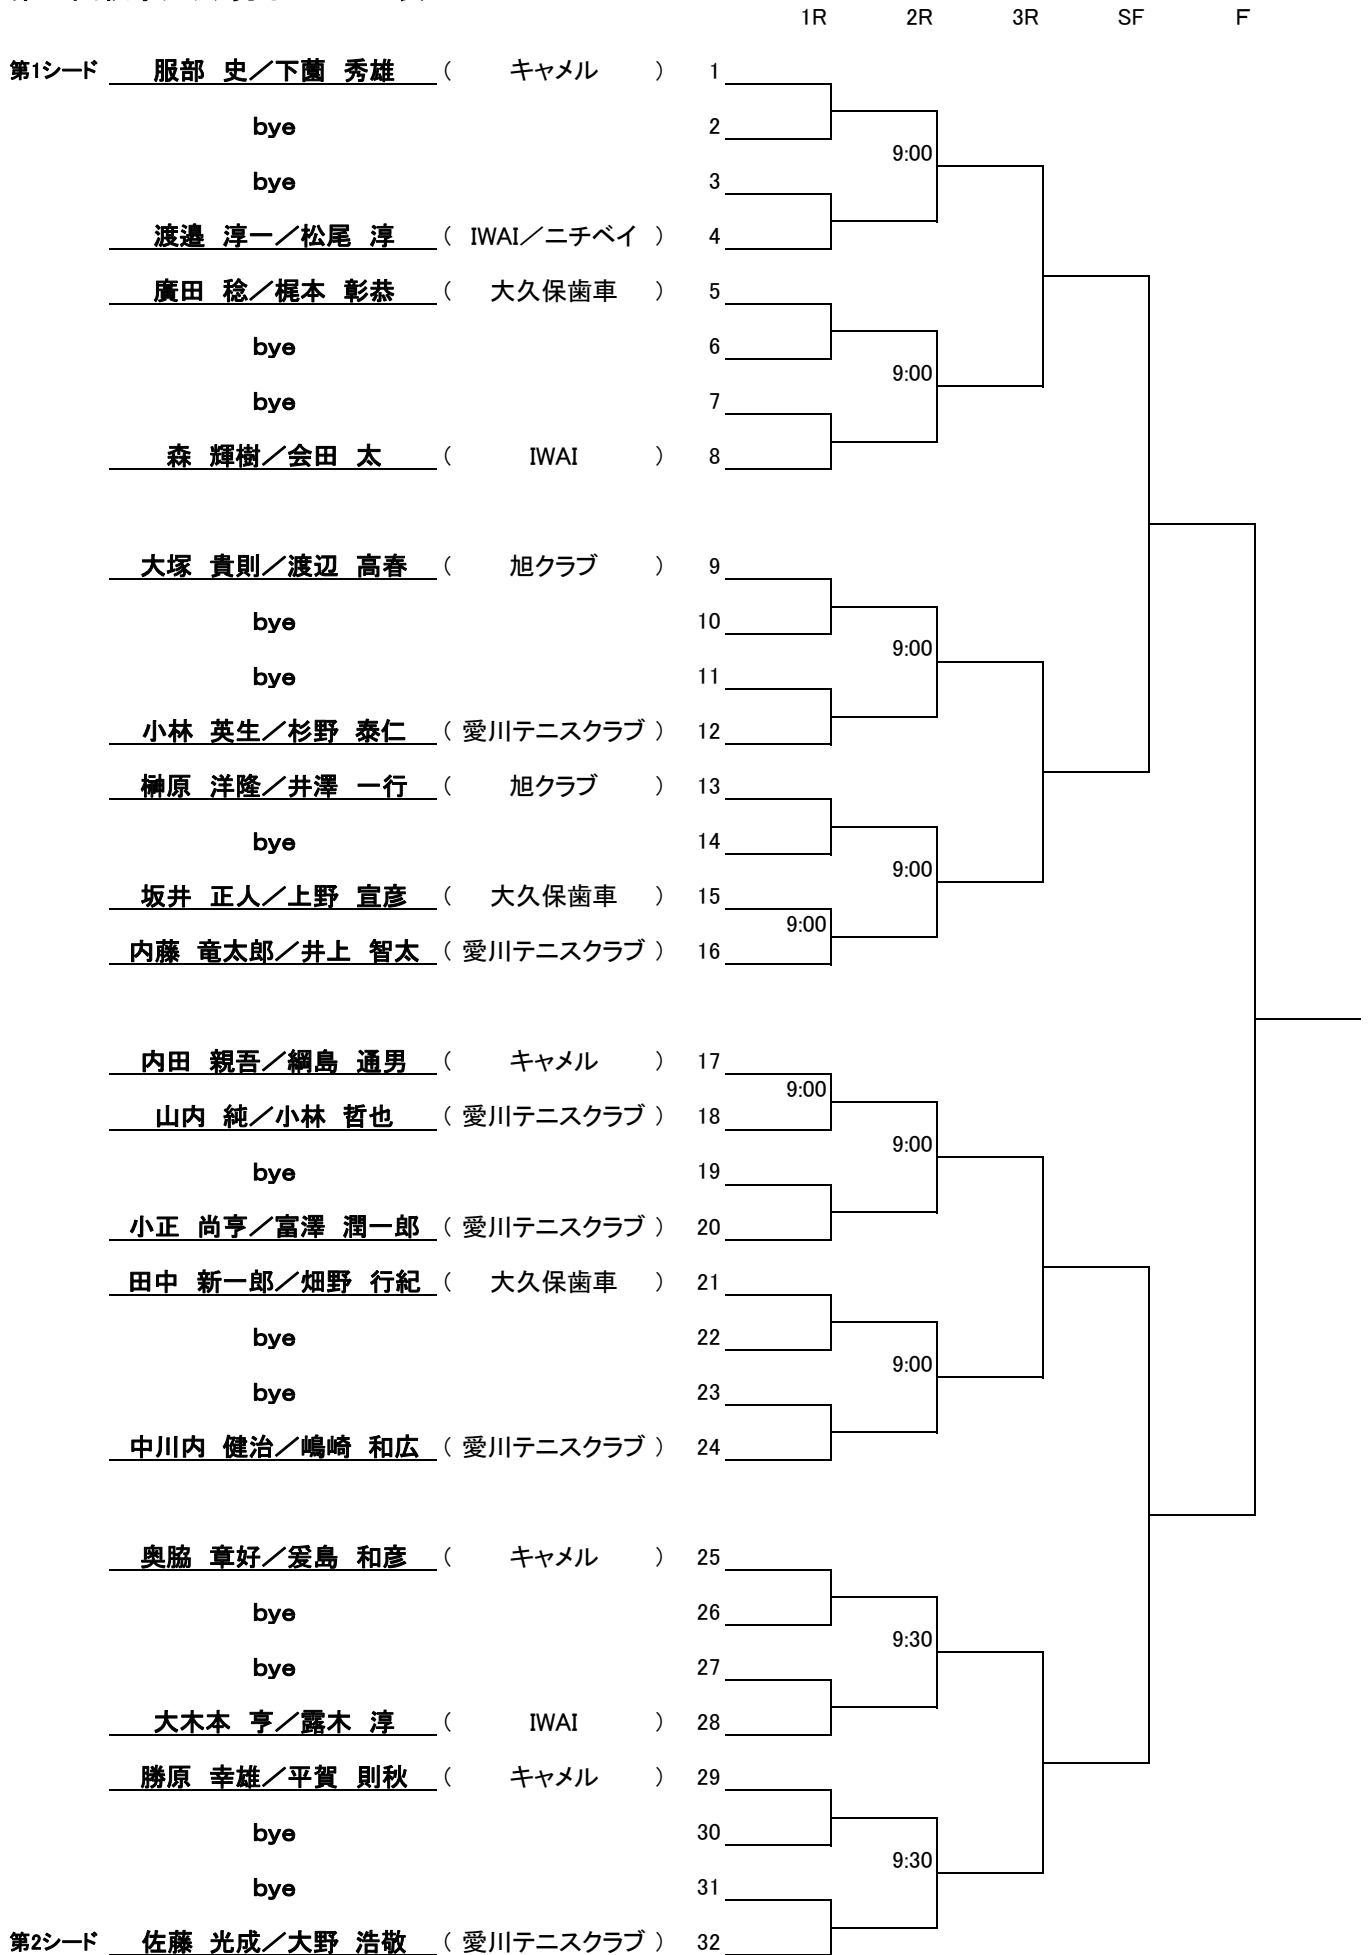 1R 2R 3R SF F
第1シード 服部 史／下薗 秀雄 ( キャメル ) 1
bye 2
9:00
bye 3
渡邉 淳一／松尾 淳 ( IWAI／ニチベイ ) 4
廣田 稔／梶本 彰恭 ( 大久保歯車 ) 5
bye 6
9:00
bye 7
森 輝樹／会田 太 ( IWAI ) 8
大塚 貴則／渡辺 高春 ( 旭クラブ ) 9
bye 10
9:00
bye 11
小林 英生／杉野 泰仁 ( 愛川テニスクラブ ) 12
榊原 洋隆／井澤 一行 ( 旭クラブ ) 13
bye 14
9:00
坂井 正人／上野 宣彦 ( 大久保歯車 ) 15
9:00
内藤 竜太郎／井上 智太 ( 愛川テニスクラブ ) 16
内田 親吾／綱島 通男 ( キャメル ) 17
9:00
山内 純／小林 哲也 ( 愛川テニスクラブ ) 18
9:00
bye 19
小正 尚亨／富澤 潤一郎 ( 愛川テニスクラブ ) 20
田中 新一郎／畑野 行紀 ( 大久保歯車 ) 21
bye 22
9:00
bye 23
中川内 健治／嶋崎 和広 ( 愛川テニスクラブ ) 24
奥脇 章好／爰島 和彦 ( キャメル ) 25
bye 26
9:30
bye 27
大木本 亨／露木 淳 ( IWAI ) 28
勝原 幸雄／平賀 則秋 ( キャメル ) 29
bye 30
9:30
bye 31
第2シード 佐藤 光成／大野 浩敬 ( 愛川テニスクラブ ) 32